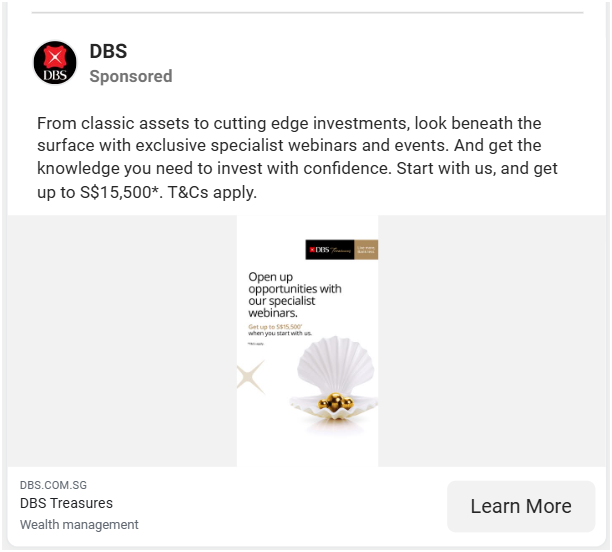 DBS
DBS
Sponsored
From classic assets to cutting edge investments, look beneath the
surface with exclusive specialist webinars and events. And get the
knowledge you need to invest with confidence. Start with us, and get
up to S$15,500*. T&Cs apply.
DBS Treasures
Open up
opportunities with
our specialist
webinars.
Get up to S$15,500*
when you start with us.
DBS.COM.SG
DBS Treasures
Wealth management
Learn More